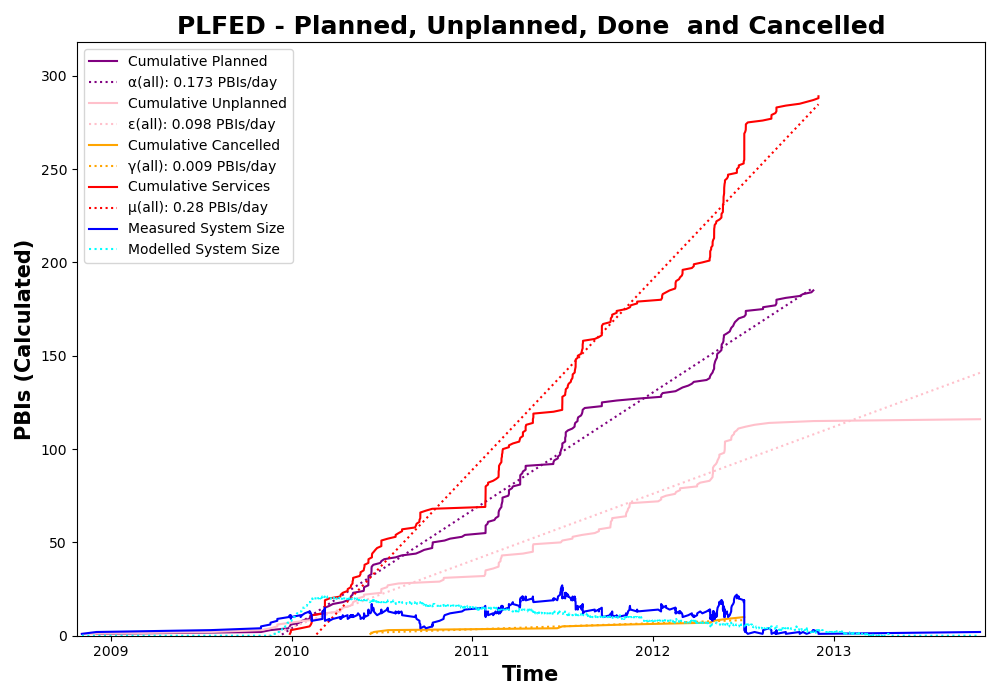 PLFED - Planned, Unplanned, Done  and Cancelled
PBIs (Calculated)
300
250
200
150
100
50
0
Cumulative Planned
α(all): 0.173 PBIs/day
Cumulative Unplanned
ε(all): 0.098 PBIs/day
Cumulative Cancelled
γ(all): 0.009 PBIs/day
Cumulative Services
μ(all): 0.28 PBIs/day
Measured System Size
Modelled System Size
2009 2010 2011 2012 2013
Time